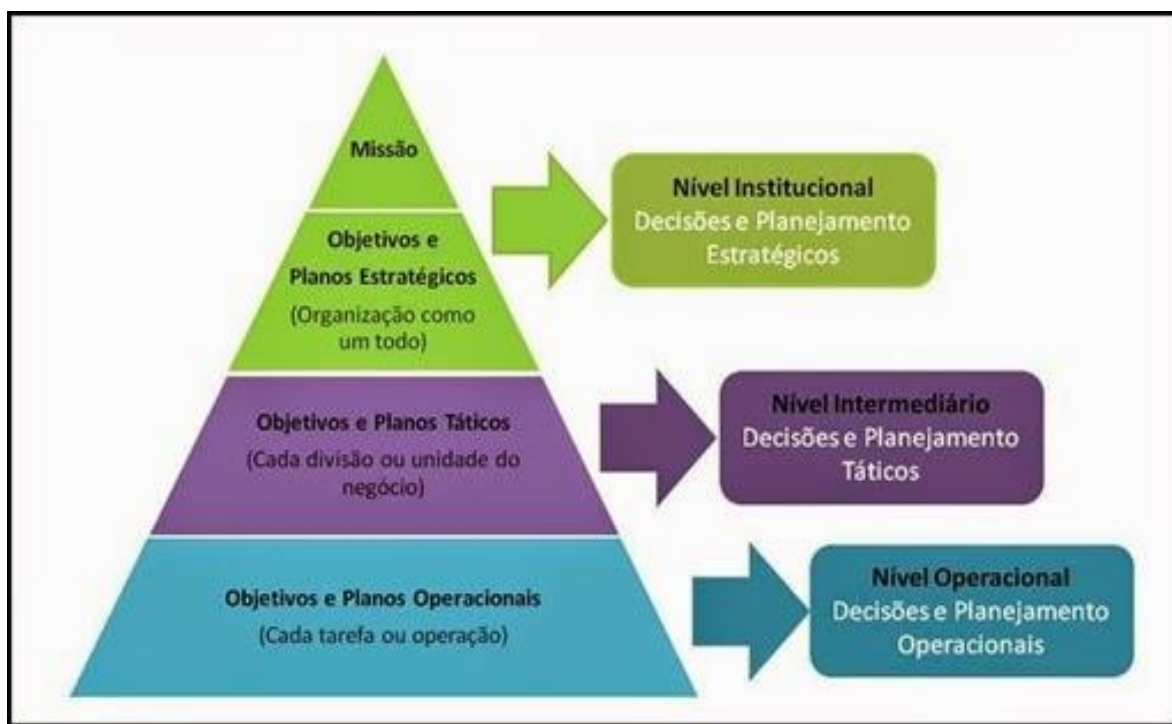 Missão
Objetivos e
Planos Estratégicos
(Organização como
um todo)
Nível Institucional
Decisões e Planejamento
Estratégicos
Objetivos e Planos Táticos
(Cada divisão ou unidade do
negócio)
Nível Intermediário
Decisões e Planejamento
Táticos
Objetivos e Planos Operacionais
(Cada tarefa ou operação)
Nível Operacional
Decisões e Planejamento
Operacionais